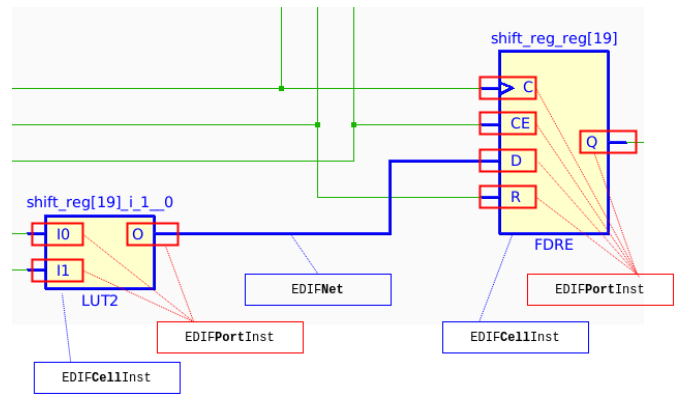 shift_reg_reg[19]
C
CE
Q
D
R
shift_reg[19]_i_1__0
I0
O
I1
FDRE
LUT2
EDIFNet
EDIFPortInst
EDIFPortInst
EDIFCellInst
EDIFCellInst